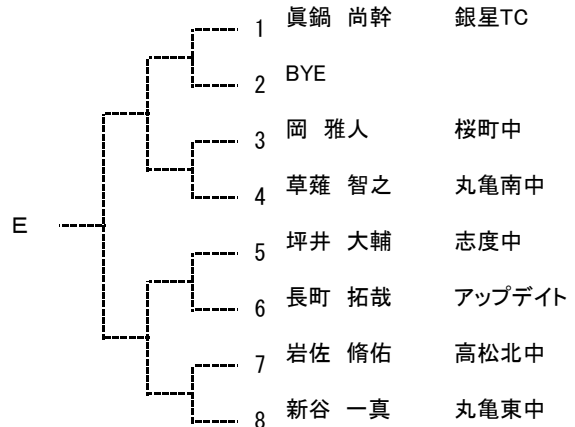 1 眞鍋 尚幹 銀星TC
2 BYE
3 岡 雅人 桜町中
4 草薙 智之 丸亀南中
E
5 坪井 大輔 志度中
6 長町 拓哉 アップデイト
7 岩佐 脩佑 高松北中
8 新谷 一真 丸亀東中